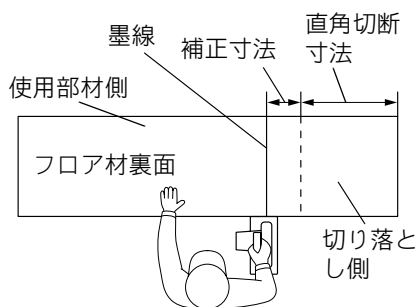 墨線
補正寸法
直角切断
寸法
使用部材側
フロア材裏面
切り落と
し側